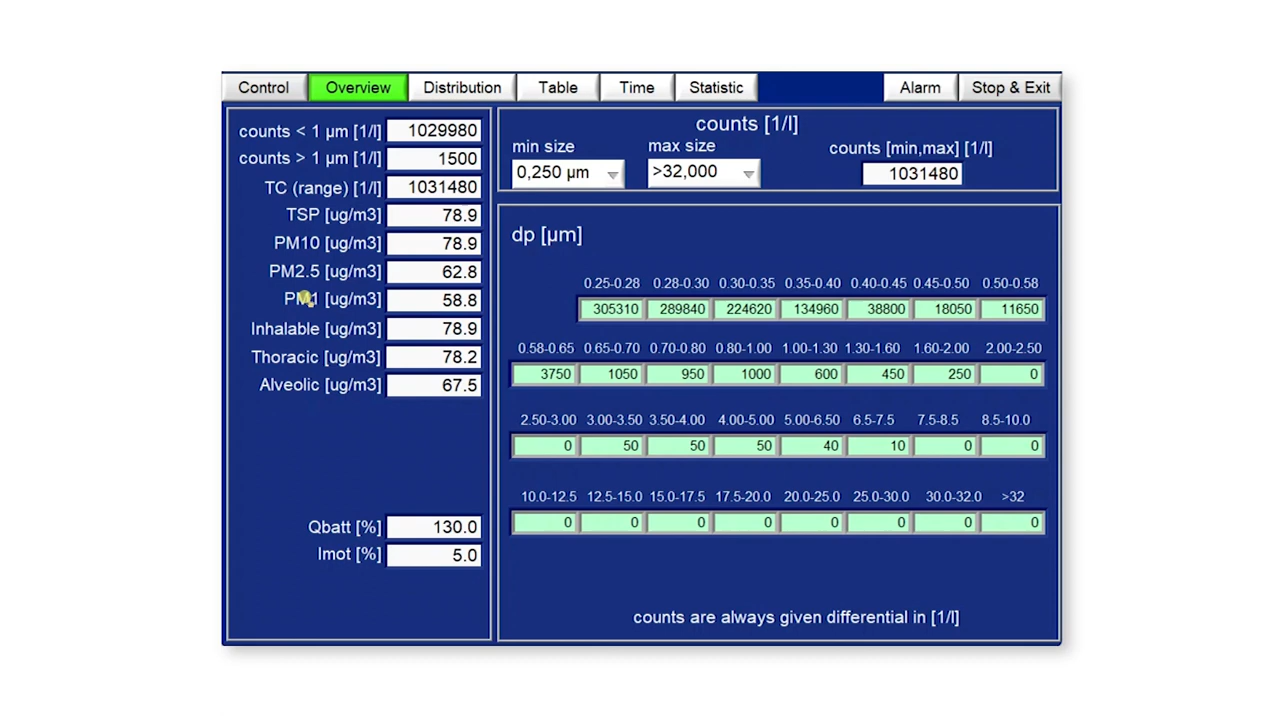 Control Overview Distribution Table Time Statistic Alarm Stop & Exit
counts < 1 µm [1/l] 1029980
counts > 1 µm [1/l] 1500
TC (range) [1/l] 1031480
TSP [ug/m3] 78.9
PM10 [ug/m3] 78.9
PM2.5 [ug/m3] 62.8
PM1 [ug/m3] 58.8
Inhalable [ug/m3] 78.9
Thoracic [ug/m3] 78.2
Alveolic [ug/m3] 67.5
Qbatt [%] 130.0
Imot [%] 5.0
counts [1/l]
min size max size counts [min,max] [1/l]
0,250 µm >32,000 1031480
dp [µm]
0.25-0.28 0.28-0.30 0.30-0.35 0.35-0.40 0.40-0.45 0.45-0.50 0.50-0.58
305310 289840 224620 134960 38800 18050 11650
0.58-0.65 0.65-0.70 0.70-0.80 0.80-1.00 1.00-1.30 1.30-1.60 1.60-2.00 2.00-2.50
3750 1050 950 1000 600 450 250 0
2.50-3.00 3.00-3.50 3.50-4.00 4.00-5.00 5.00-6.50 6.5-7.5 7.5-8.5 8.5-10.0
0 50 50 50 40 10 0 0
10.0-12.5 12.5-15.0 15.0-17.5 17.5-20.0 20.0-25.0 25.0-30.0 30.0-32.0 >32
0 0 0 0 0 0 0 0
counts are always given differential in [1/l]